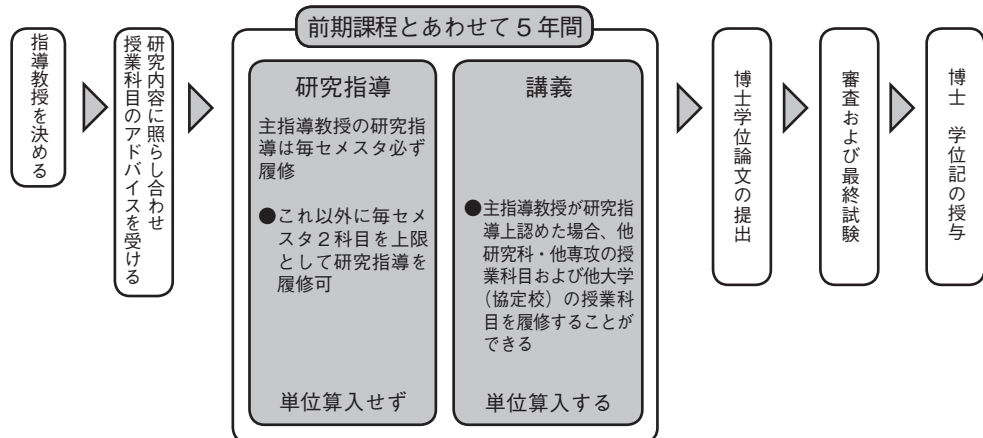 指導教授を決める
研究内容に照らし合わせ
授業科目のアドバイスを受ける
前期課程とあわせて5年間
研究指導
主指導教授の研究指
導は毎セメスタ必ず
履修
●これ以外に毎セメ
スタ2科目を上限
として研究指導を
履修可
単位算入せず
講義
●主指導教授が研究指
導上認めた場合、他
研究科・他専攻の授
業科目および他大学
（協定校）の授業科
目を履修することが
できる
単位算入する
博士学位論文の提出
審査および最終試験
博士　学位記の授与